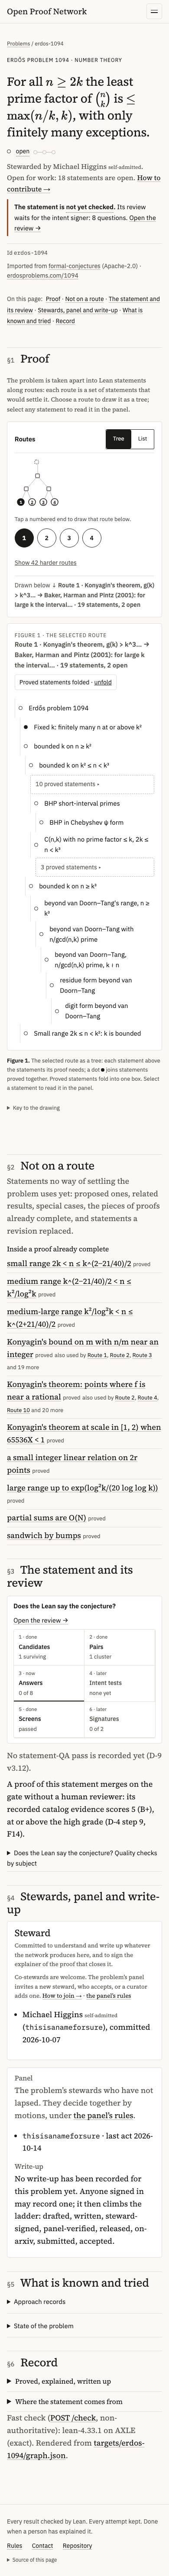 Open Proof Network
Problems / erdos-1094
ERDŐS PROBLEM 1094 · NUMBER THEORY
For all n ≥ 2k the least
prime factor of (n k) is ≤
max(n/k, k), with only
finitely many exceptions.
open
Stewarded by Michael Higgins self-admitted.
Open for work: 18 statements are open. How to
contribute →
The statement is not yet checked. Its review
waits for the intent signer: 8 questions. Open the
review →
Id erdos-1094
Imported from formal-conjectures (Apache-2.0) ·
erdosproblems.com/1094
On this page: Proof · Not on a route · The statement and
its review · Stewards, panel and write-up · What is
known and tried · Record
§1 Proof
The problem is taken apart into Lean statements
along routes: each route is a set of statements that
would settle it. Choose a route to draw it as a tree;
select any statement to read it in the panel.
Routes
Tree
List
1 2 3 4
Tap a numbered end to draw that route below.
1 2 3 4
Show 42 harder routes
Drawn below ↓ Route 1 · Konyagin's theorem, g(k)
> k^3... → Baker, Harman and Pintz (2001): for
large k the interval... · 19 statements, 2 open
FIGURE 1 · THE SELECTED ROUTE
Route 1 · Konyagin's theorem, g(k) > k^3... →
Baker, Harman and Pintz (2001): for large k
the interval... · 19 statements, 2 open
Proved statements folded · unfold
Erdős problem 1094
Fixed k: finitely many n at or above k²
bounded k on n ≥ k²
bounded k on k² ≤ n < k³
10 proved statements
BHP short-interval primes
BHP in Chebyshev ψ form
C(n,k) with no prime factor ≤ k, 2k ≤
n < k²
3 proved statements
bounded k on n ≥ k³
beyond van Doorn–Tang's range, n ≥
k³
beyond van Doorn–Tang with
n/gcd(n,k) prime
beyond van Doorn–Tang,
n/gcd(n,k) prime, k ∤ n
residue form beyond van
Doorn–Tang
digit form beyond van
Doorn–Tang
Small range 2k ≤ n < k²: k is bounded
Figure 1. The selected route as a tree: each statement above
the statements its proof needs; a dot ● joins statements
proved together. Proved statements fold into one box. Select
a statement to read it in the panel.
Key to the drawing
§2 Not on a route
Statements no way of settling the
problem uses yet: proposed ones, related
results, special cases, the pieces of proofs
already complete, and statements a
revision replaced.
Inside a proof already complete
small range 2k < n ≤ k^(2−21/40)/2 proved
medium range k^(2−21/40)/2 < n ≤
k²/log²k proved
medium-large range k²/log²k < n ≤
k^(2+21/40)/2 proved
Konyagin's bound on m with n/m near an
integer proved also used by Route 1, Route 2, Route 3
and 19 more
Konyagin's theorem: points where f is
near a rational proved also used by Route 2, Route 4,
Route 10 and 20 more
Konyagin's theorem at scale in [1, 2) when
65536X < 1 proved
a small integer linear relation on 2r
points proved
large range up to exp(log²k/(20 log log k))
proved
partial sums are O(N) proved
sandwich by bumps proved
§3 The statement and its
review
Does the Lean say the conjecture?
Open the review →
1 · done
Candidates
1 surviving
2 · done
Pairs
1 cluster
3 · now
Answers
0 of 8
4 · later
Intent tests
none yet
5 · done
Screens
passed
6 · later
Signatures
0 of 2
No statement-QA pass is recorded yet (D-9
v3.12).
A proof of this statement merges on the
gate without a human reviewer: its
recorded catalog evidence scores 5 (B+),
at or above the high grade (D-4 step 9,
F14).
Does the Lean say the conjecture? Quality checks
by subject
§4 Stewards, panel and write-
up
Steward
Committed to understand and write up whatever
the network produces here, and to sign the
explainer of the proof that closes it.
Co-stewards are welcome. The problem's panel
invites a new steward, who accepts, or a curator
adds one. How to join → · the panel's rules
Michael Higgins self-admitted
(thisisanameforsure), committed
2026-10-07
Panel
The problem's stewards who have not
lapsed. They decide together by
motions, under the panel's rules.
thisisanameforsure · last act 2026-
10-14
Write-up
No write-up has been recorded for
this problem yet. Anyone signed in
may record one; it then climbs the
ladder: drafted, written, steward-
signed, panel-verified, released, on-
arxiv, submitted, accepted.
§5 What is known and tried
Approach records
State of the problem
§6 Record
Proved, explained, written up
Where the statement comes from
Fast check (POST /check, non-
authoritative): lean-4.33.1 on AXLE
(exact). Rendered from targets/erdos-
1094/graph.json.
Every result checked by Lean. Every attempt kept. Done
when a person has explained it.
Rules Contact Repository
Source of this page